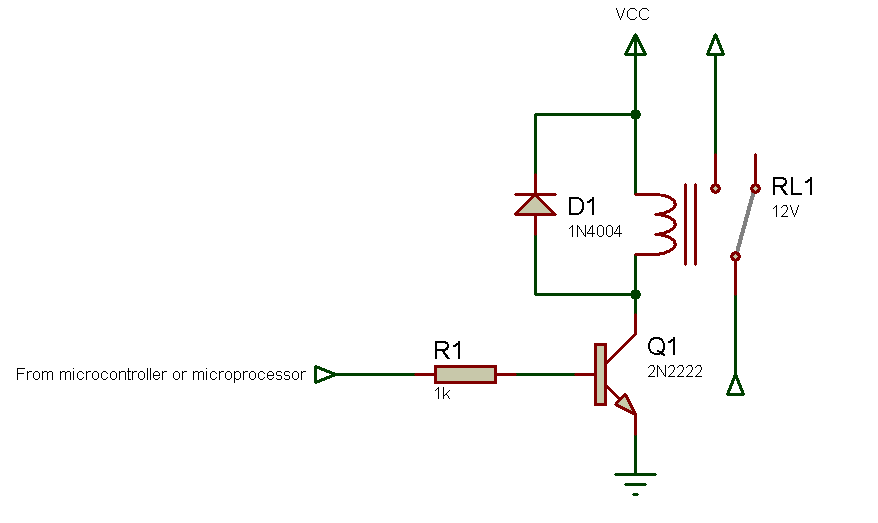 VCC
RL1
12V
D1
1N4004
R1
1k
Q1
2N2222
From microcontroller or microprocessor